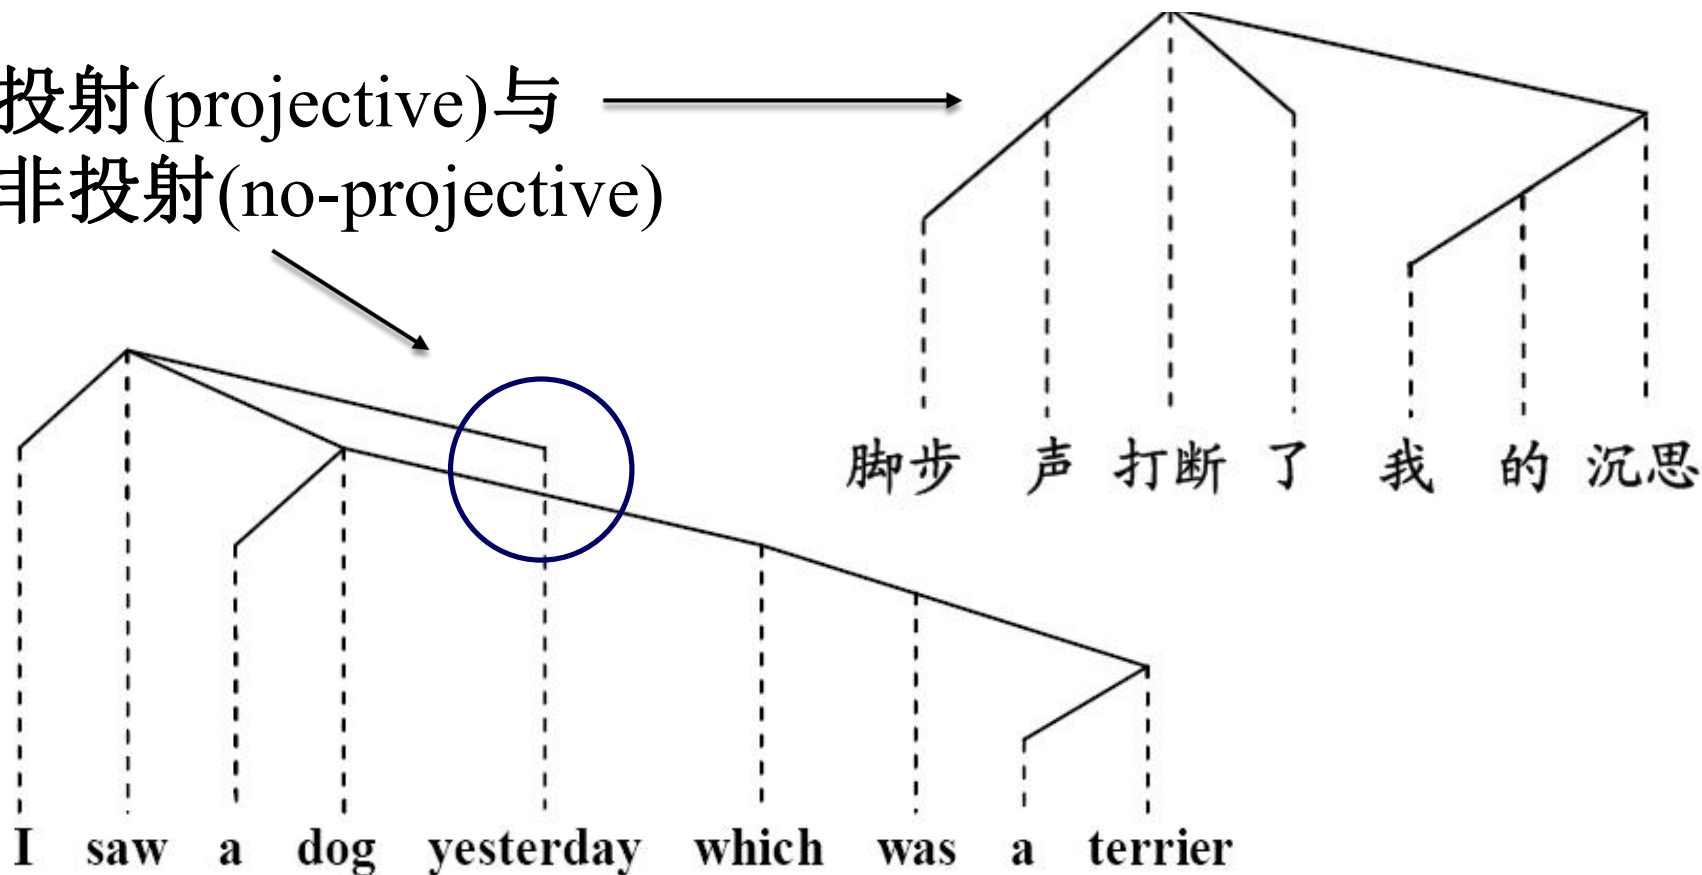 投射(projective)与
非投射(no-projective)
脚步 声 打断 了 我 的 沉思
I saw a dog yesterday which was a terrier